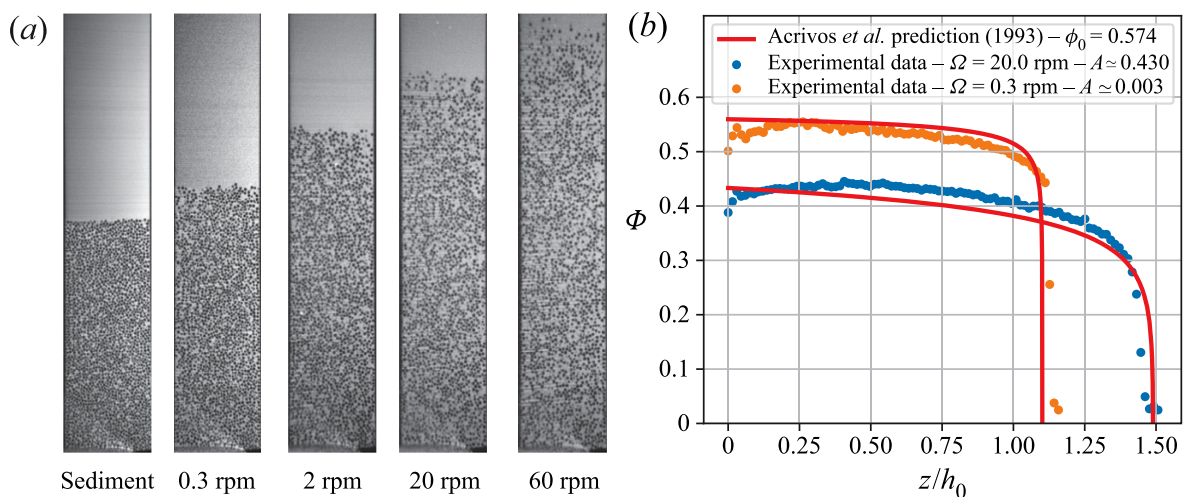 (a)
Sediment 0.3 rpm 2 rpm 20 rpm 60 rpm
(b)
Acrivos et al. prediction (1993) – ϕ₀ = 0.574
Experimental data – Ω = 20.0 rpm – A ≃ 0.430
Experimental data – Ω = 0.3 rpm – A ≃ 0.003
0.6
0.5
0.4
Φ
0.3
0.2
0.1
0
0 0.25 0.50 0.75 1.00 1.25 1.50
z/h₀